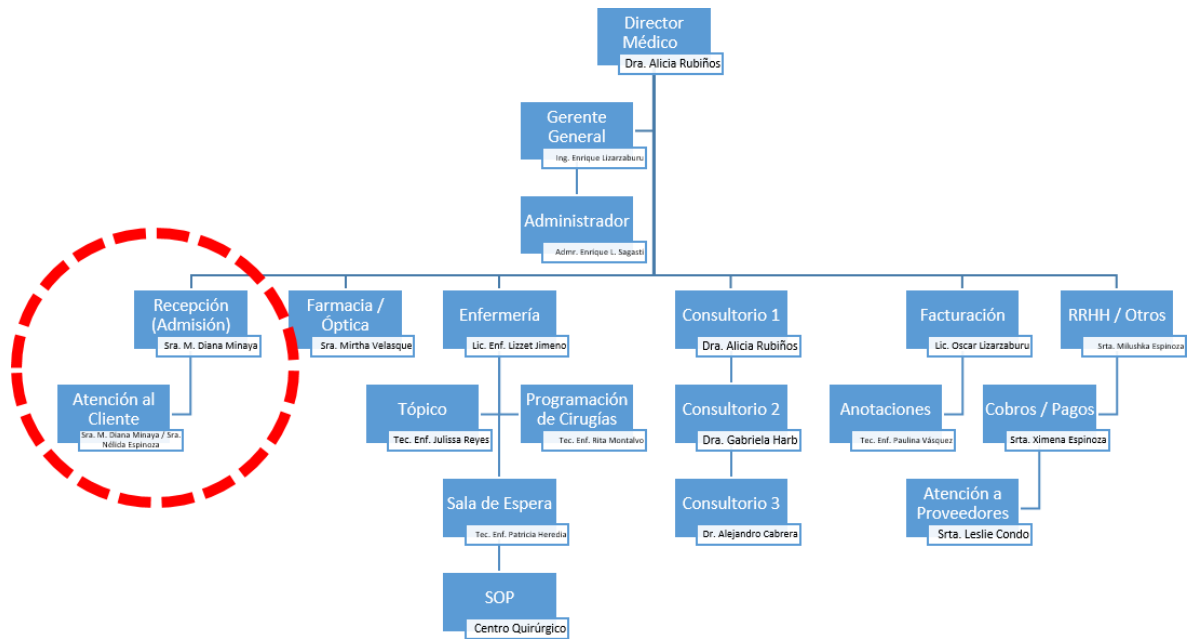 Director
Médico
Dra. Alicia Rubiños
Gerente
General
Ing. Enrique Lizarzaburu
Administrador
Admr. Enrique L. Sagasti
Recepción
(Admisión)
Sra. M. Diana Minaya
Atención al
Cliente
Sra. M. Diana Minaya / Sra.
Nélida Espinoza
Farmacia /
Óptica
Sra. Mirtha Velasque
Enfermería
Lic. Enf. Lizzet Jimeno
Tópico
Tec. Enf. Julissa Reyes
Programación
de Cirugías
Tec. Enf. Rita Montalvo
Sala de Espera
Tec. Enf. Patricia Heredia
SOP
Centro Quirúrgico
Consultorio 1
Dra. Alicia Rubiños
Consultorio 2
Dra. Gabriela Harb
Consultorio 3
Dr. Alejandro Cabrera
Facturación
Lic. Oscar Lizarzaburu
Anotaciones
Tec. Enf. Paulina Vásquez
RRHH / Otros
Srta. Milushka Espinoza
Cobros / Pagos
Srta. Ximena Espinoza
Atención a
Proveedores
Srta. Leslie Condo